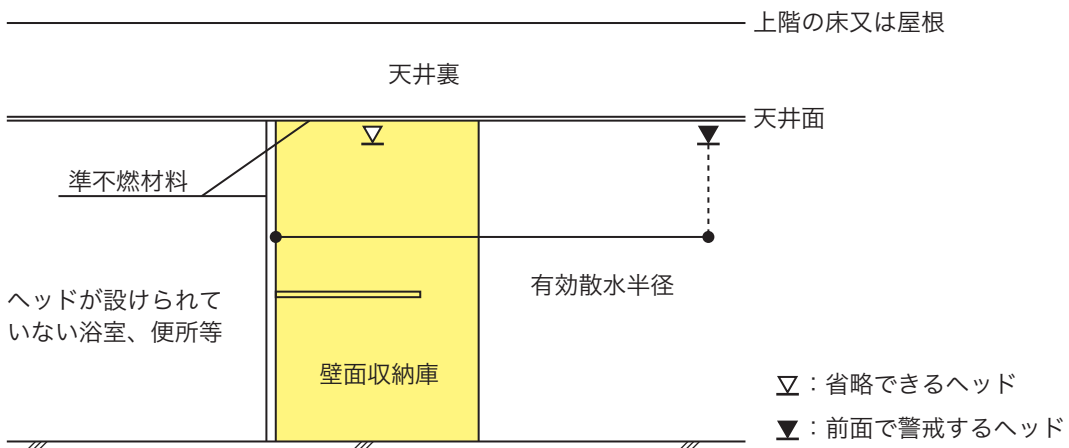 上階の床又は屋根
天井裏
天井面
準不燃材料
有効散水半径
ヘッドが設けられて
いない浴室、便所等
壁面収納庫
：省略できるヘッド
：前面で警戒するヘッド